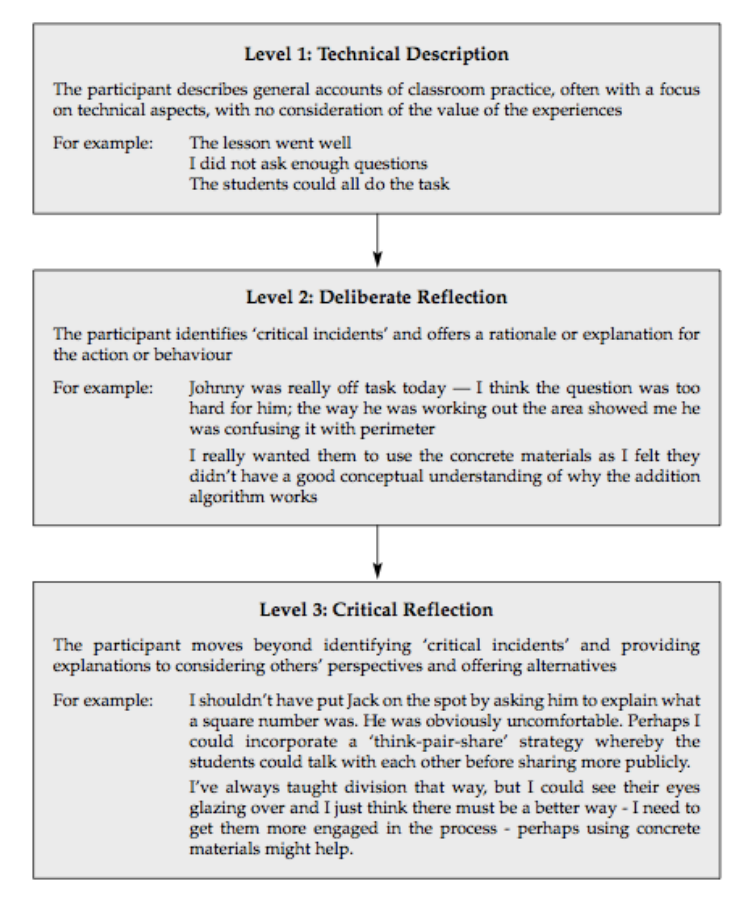 Level 1: Technical Description
The participant describes general accounts of classroom practice, often with a focus
on technical aspects, with no consideration of the value of the experiences
For example: The lesson went well
I did not ask enough questions
The students could all do the task
Level 2: Deliberate Reflection
The participant identifies ‘critical incidents’ and offers a rationale or explanation for
the action or behaviour
For example: Johnny was really off task today — I think the question was too
hard for him; the way he was working out the area showed me he
was confusing it with perimeter
I really wanted them to use the concrete materials as I felt they
didn’t have a good conceptual understanding of why the addition
algorithm works
Level 3: Critical Reflection
The participant moves beyond identifying ‘critical incidents’ and providing
explanations to considering others’ perspectives and offering alternatives
For example: I shouldn’t have put Jack on the spot by asking him to explain what
a square number was. He was obviously uncomfortable. Perhaps I
could incorporate a ‘think-pair-share’ strategy whereby the
students could talk with each other before sharing more publicly.
I’ve always taught division that way, but I could see their eyes
glazing over and I just think there must be a better way - I need to
get them more engaged in the process - perhaps using concrete
materials might help.